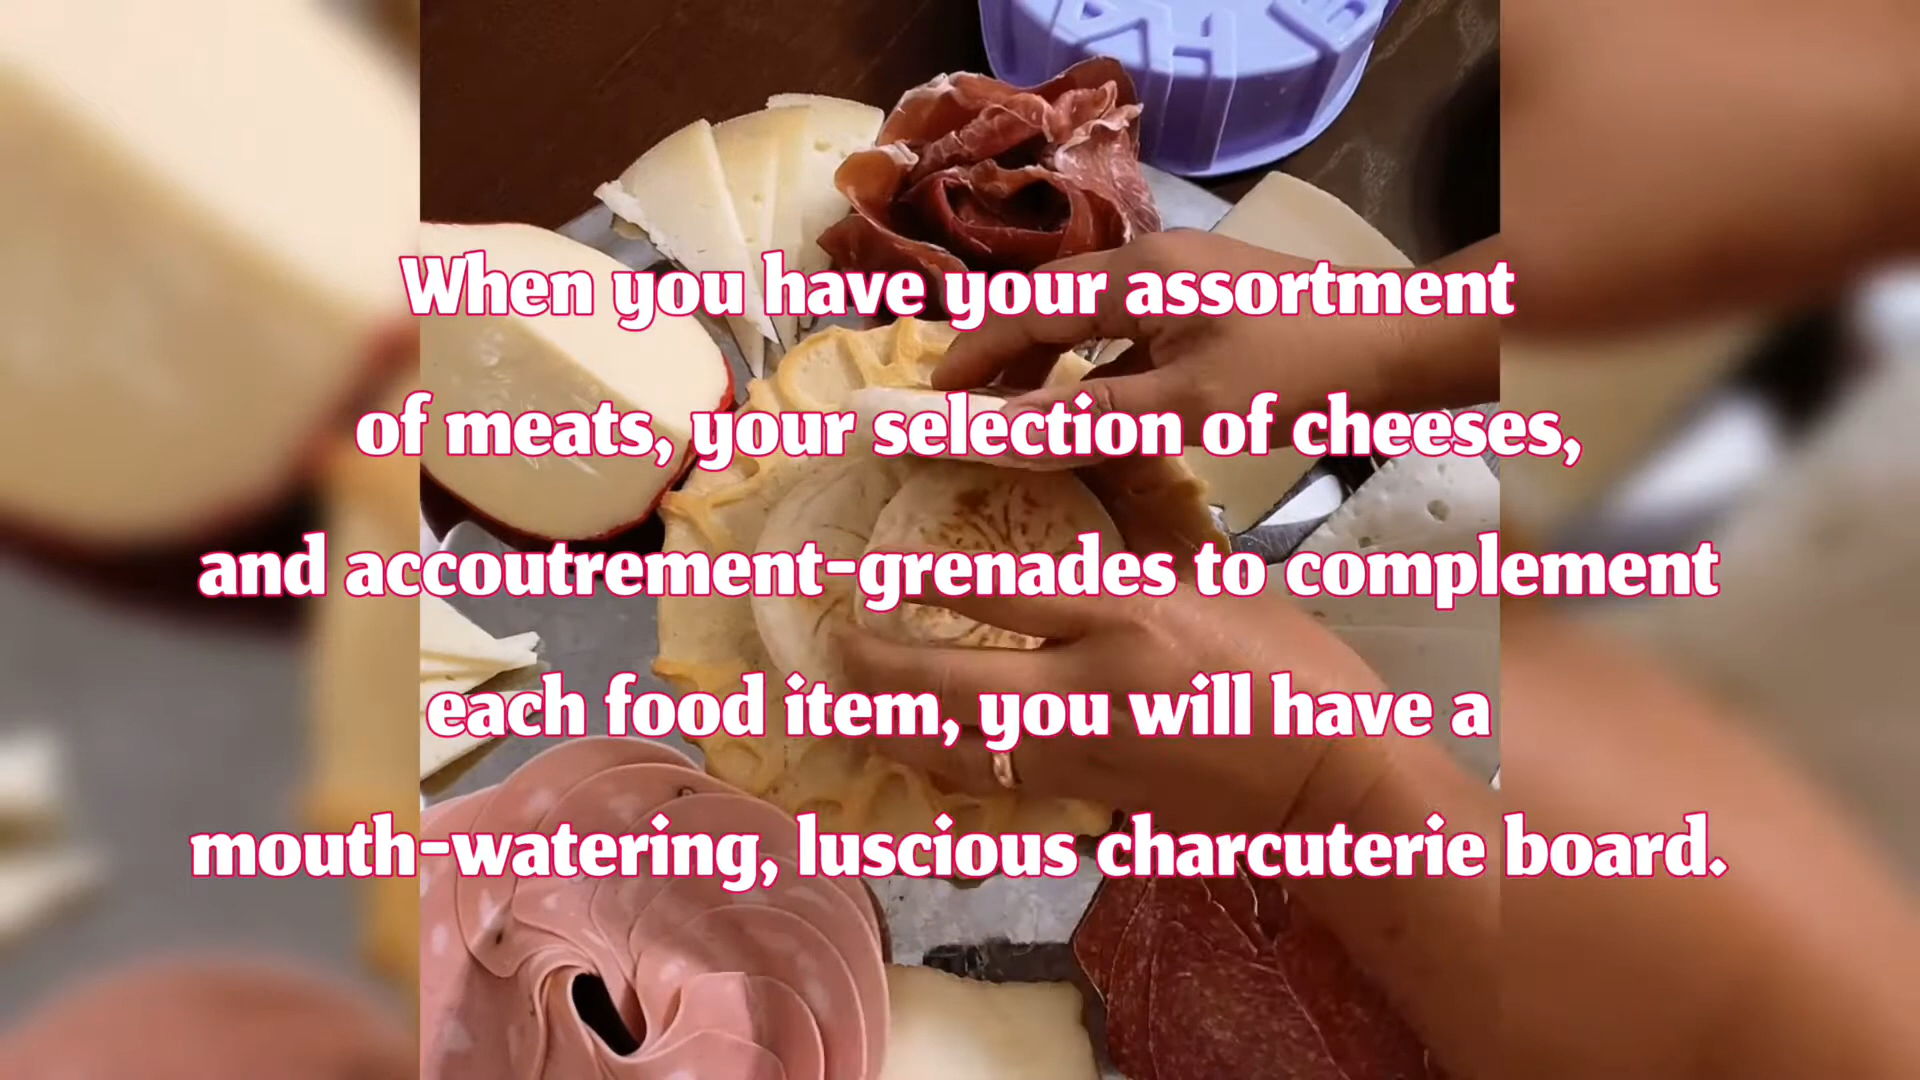 When you have your assortment
of meats, your selection of cheeses,
and accoutrement-grenades to complement
each food item, you will have a
mouth-watering, luscious charcuterie board.